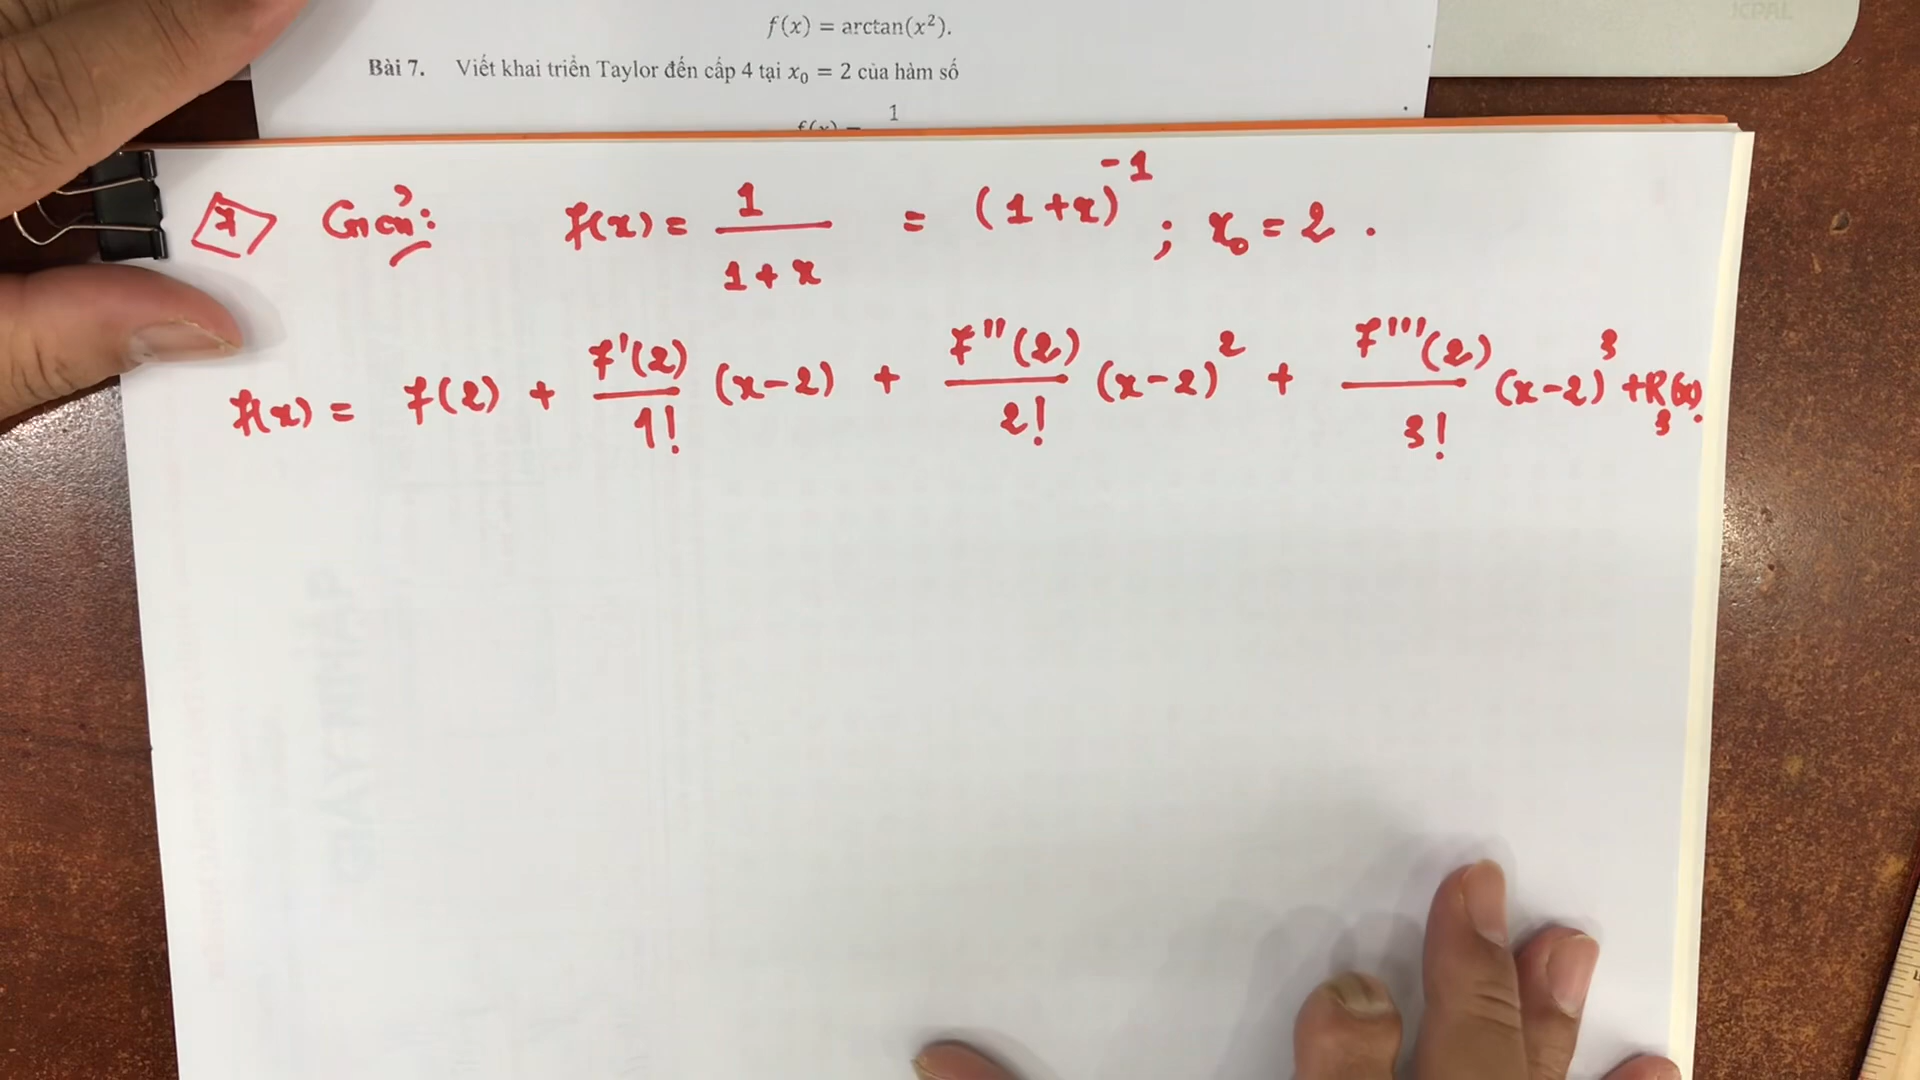 JCPAL
f(x) = arctan(x²).
Bài 7. Viết khai triển Taylor đến cấp 4 tại x₀ = 2 của hàm số
f(x) = 1
7 Giải: f(x) = 1/(1+x) = (1+x)⁻¹ ; x₀ = 2 .
f(x) = f(2) + f'(2)/1! (x-2) + f''(2)/2! (x-2)² + f'''(2)/3! (x-2)³ + R₃(x).